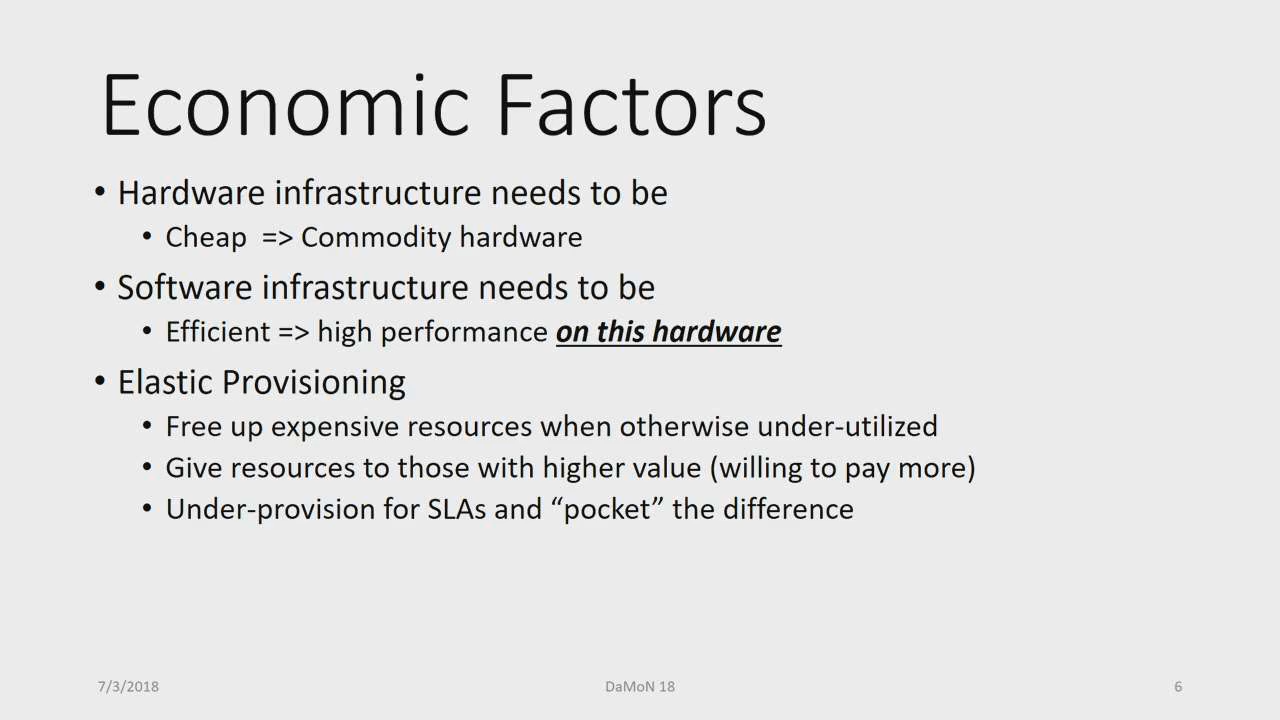 Economic Factors
• Hardware infrastructure needs to be
• Cheap  => Commodity hardware
• Software infrastructure needs to be
• Efficient => high performance on this hardware
• Elastic Provisioning
• Free up expensive resources when otherwise under-utilized
• Give resources to those with higher value (willing to pay more)
• Under-provision for SLAs and “pocket” the difference
7/3/2018
DaMoN 18
6